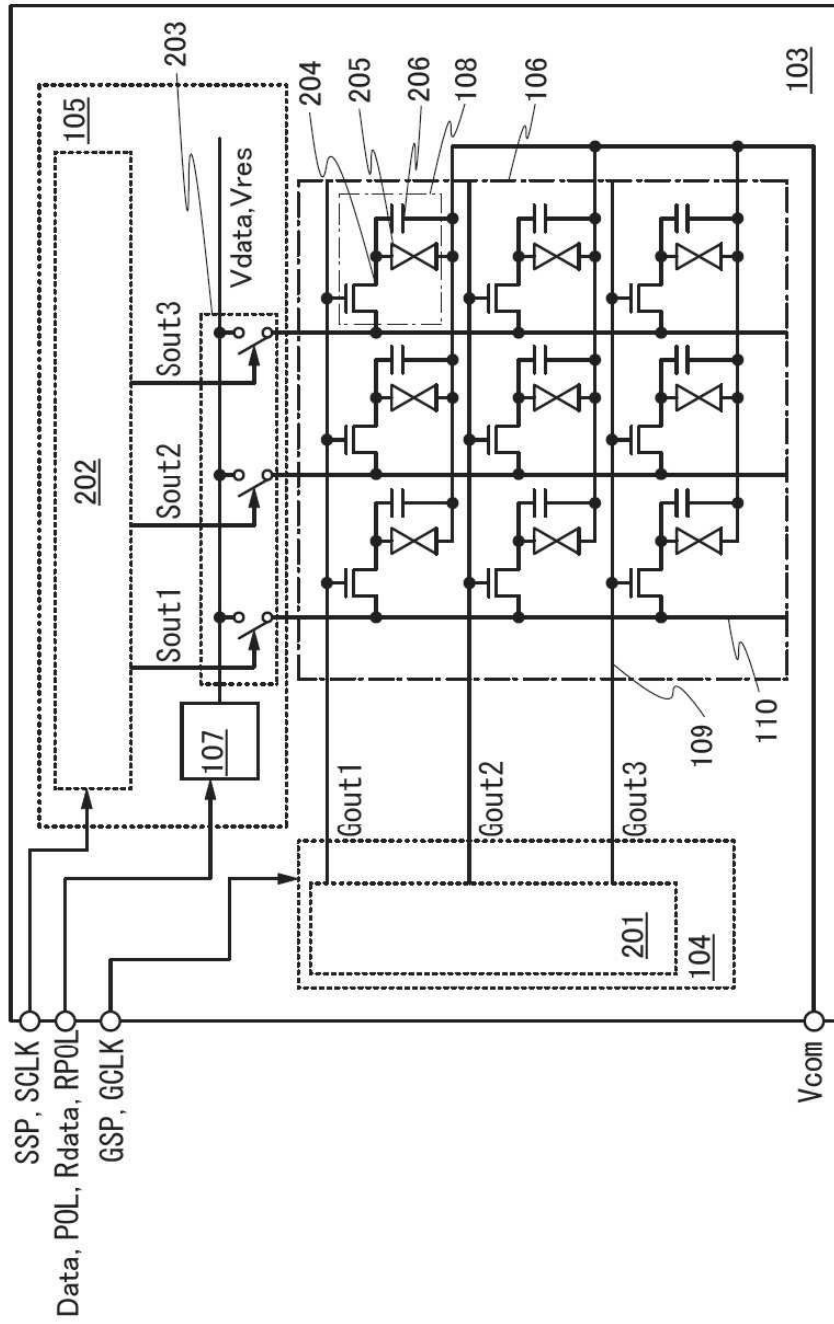 SSP, SCLK
Data, POL, Rdata, RPOL
GSP, GCLK
105
202
203
Sout1
Sout2
Sout3
Vdata, Vres
107
204
205
206
108
106
Gout1
Gout2
Gout3
201
104
109
110
103
Vcom